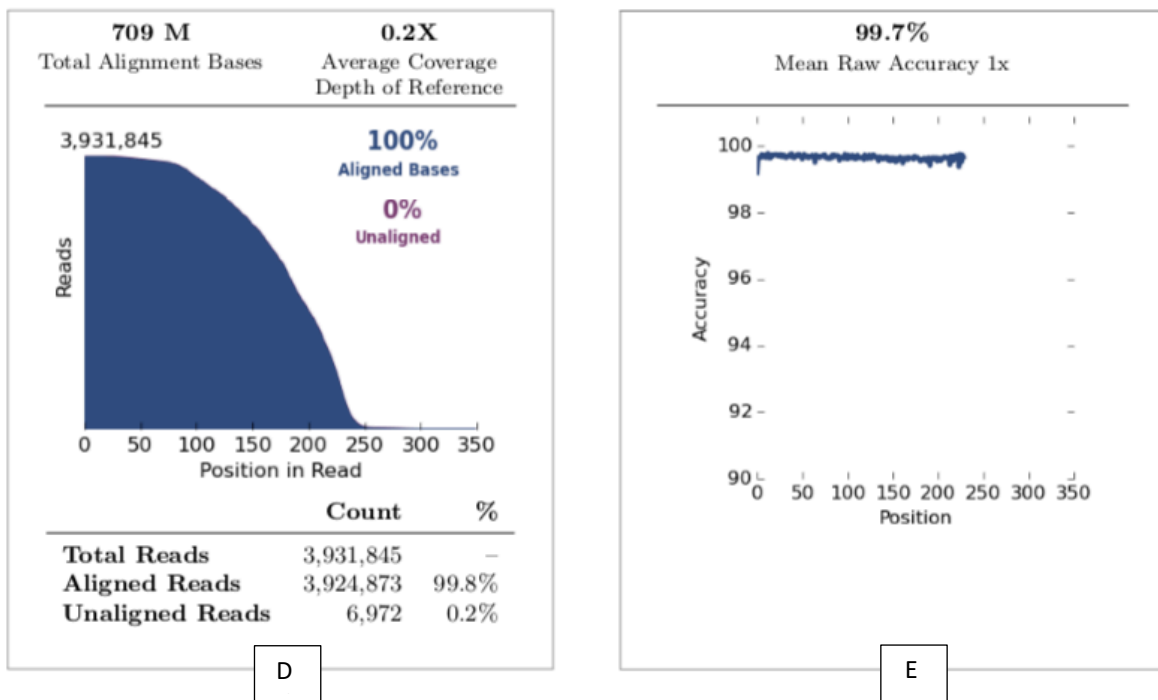 709 M
Total Alignment Bases
0.2X
Average Coverage
Depth of Reference
3,931,845
100%
Aligned Bases
0%
Unaligned
Reads
0 50 100 150 200 250 300 350
Position in Read
Count %
Total Reads 3,931,845 –
Aligned Reads 3,924,873 99.8%
Unaligned Reads 6,972 0.2%
D
99.7%
Mean Raw Accuracy 1x
100
98
96
94
92
90
Accuracy
0 50 100 150 200 250 300 350
Position
E